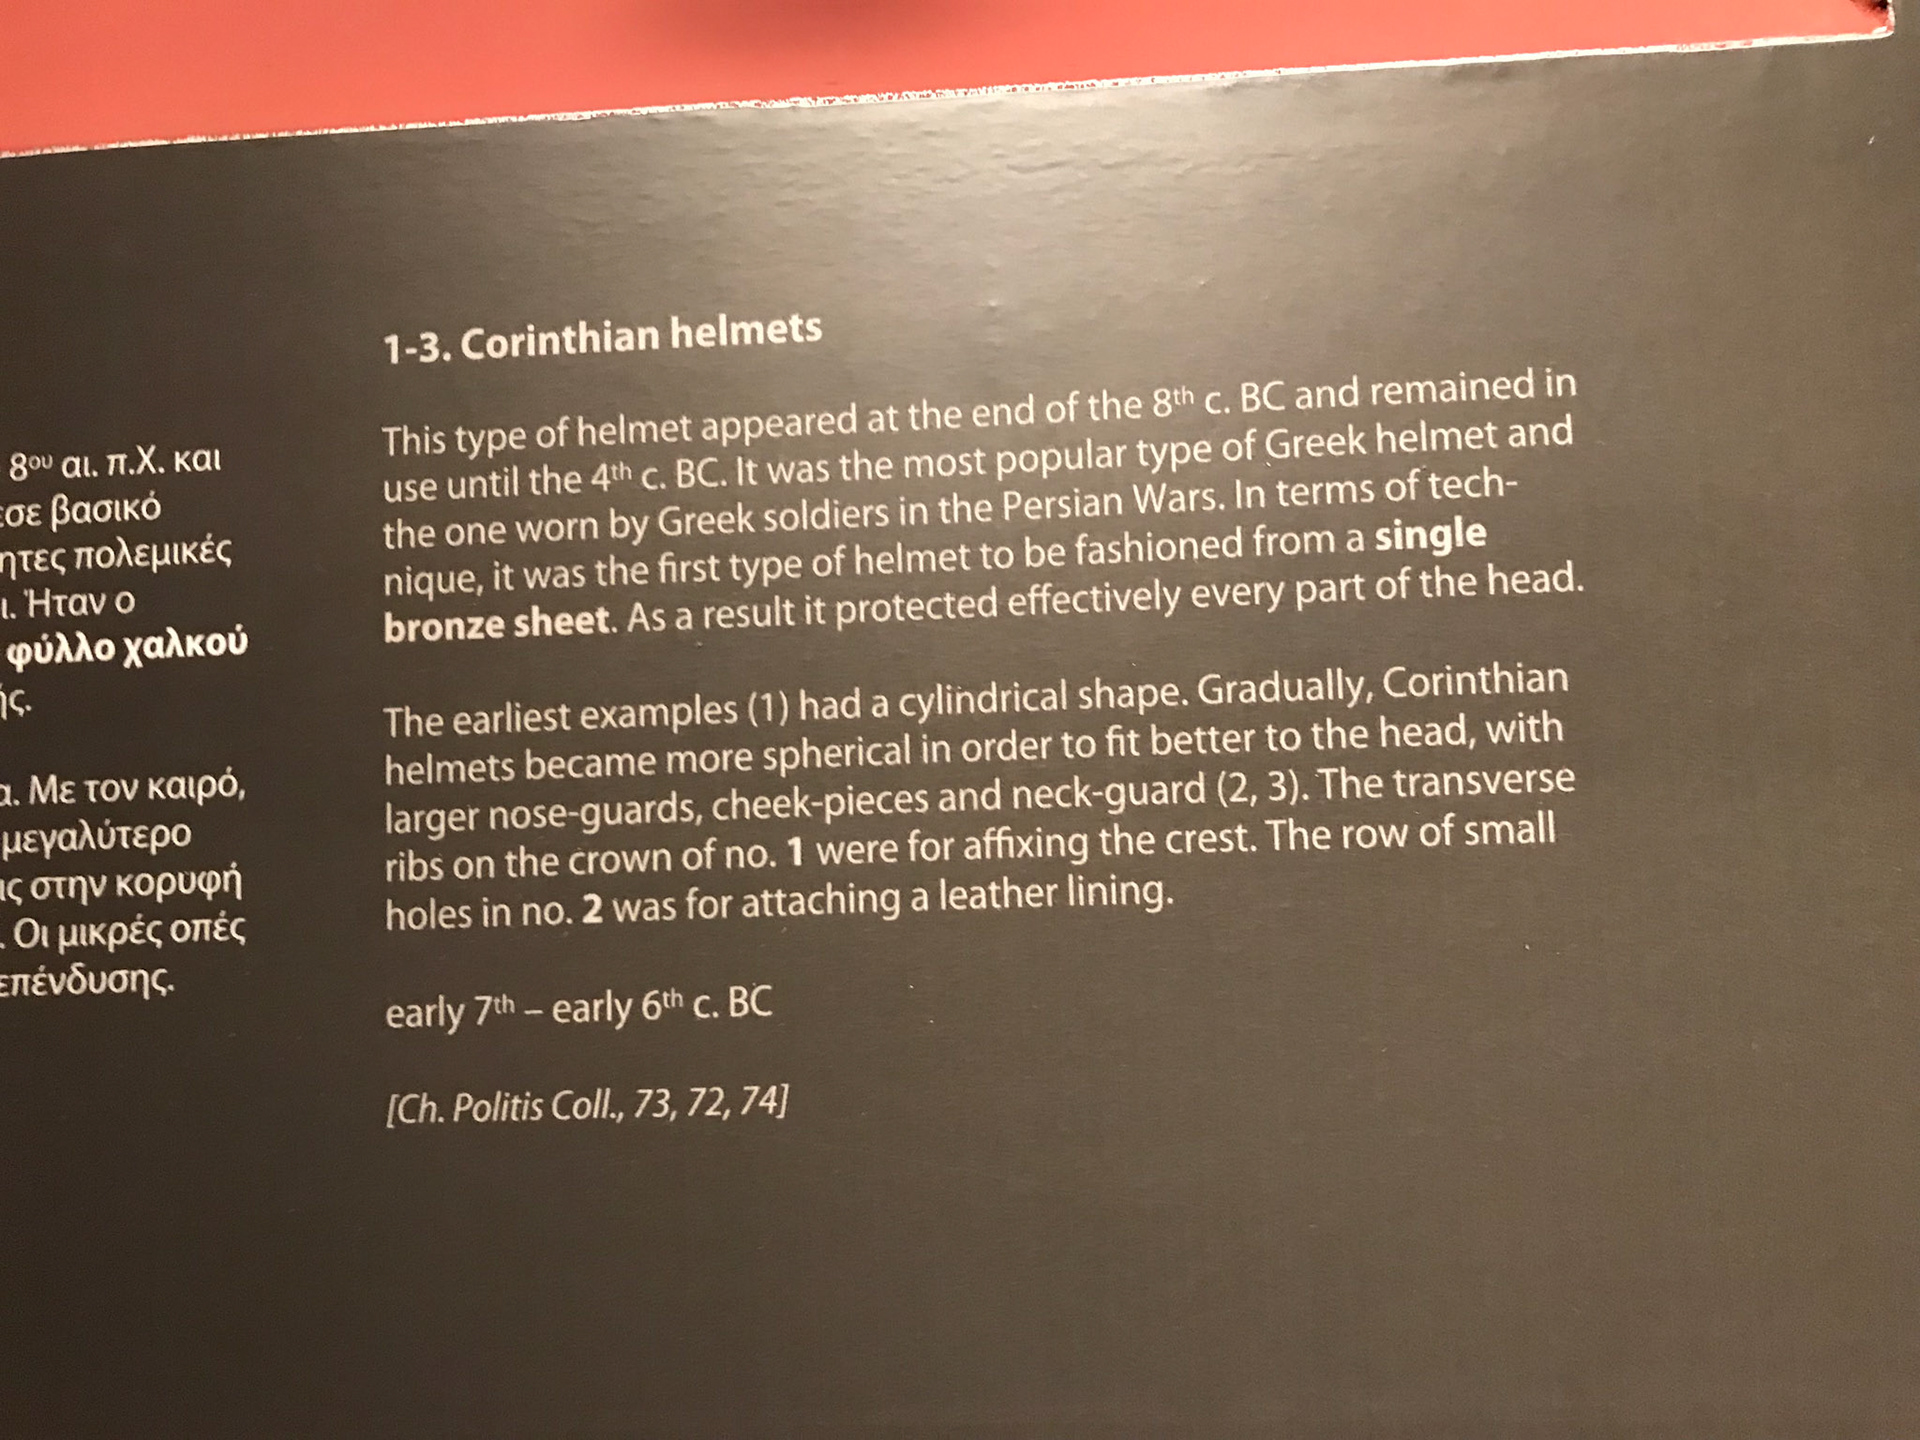 8ου αι. π.Χ. και
βασικό
πολεμικές
Ήταν ο
φύλλο χαλκού
Με τον καιρό,
μεγαλύτερο
στην κορυφή
. Οι μικρές οπές
επένδυσης.
1-3. Corinthian helmets
This type of helmet appeared at the end of the 8th c. BC and remained in
use until the 4th c. BC. It was the most popular type of Greek helmet and
the one worn by Greek soldiers in the Persian Wars. In terms of tech-
nique, it was the first type of helmet to be fashioned from a single
bronze sheet. As a result it protected effectively every part of the head.
The earliest examples (1) had a cylindrical shape. Gradually, Corinthian
helmets became more spherical in order to fit better to the head, with
larger nose-guards, cheek-pieces and neck-guard (2, 3). The transverse
ribs on the crown of no. 1 were for affixing the crest. The row of small
holes in no. 2 was for attaching a leather lining.
early 7th – early 6th c. BC
[Ch. Politis Coll., 73, 72, 74]